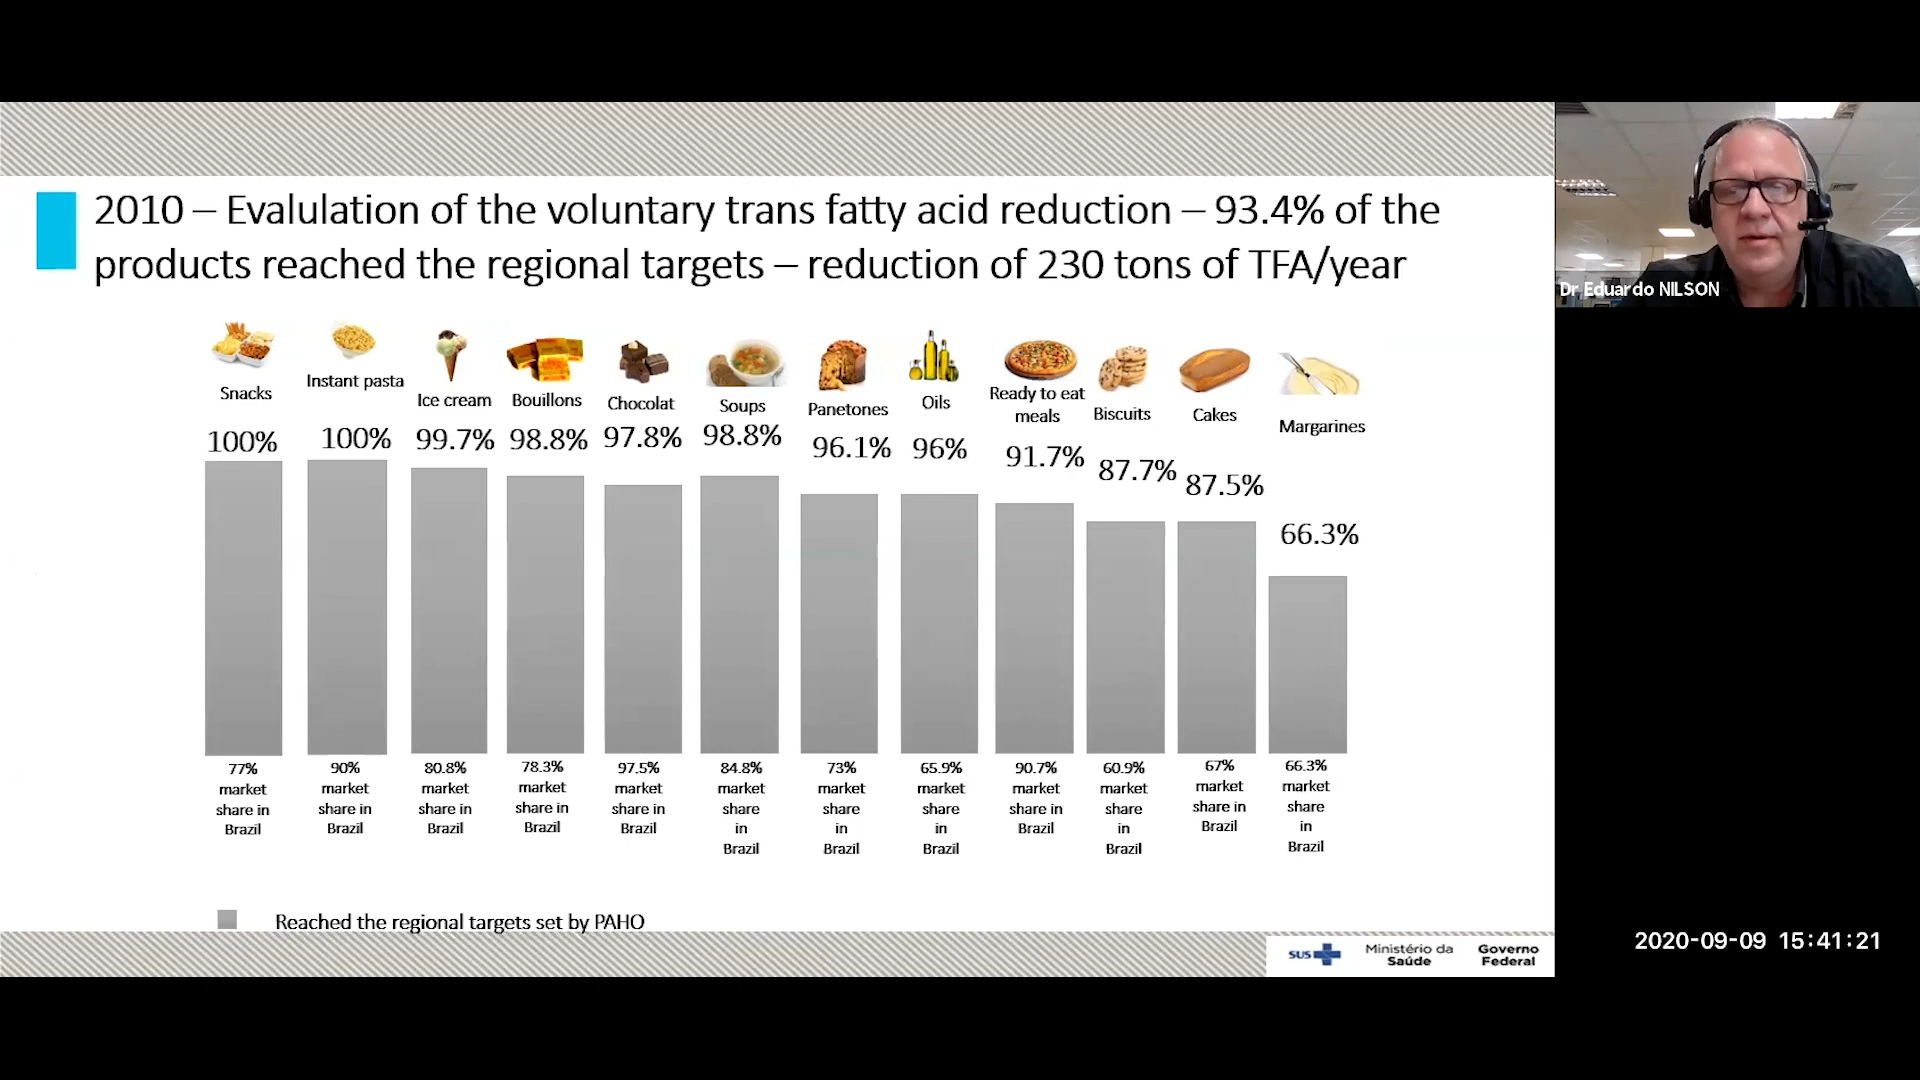 2010 – Evalulation of the voluntary trans fatty acid reduction – 93.4% of the
products reached the regional targets – reduction of 230 tons of TFA/year
Dr Eduardo NILSON
Snacks
Instant pasta
Ice cream
Bouillons
Chocolat
Soups
Panetones
Oils
Ready to eat
meals
Biscuits
Cakes
Margarines
100%
100%
99.7%
98.8%
97.8%
98.8%
96.1%
96%
91.7%
87.7%
87.5%
66.3%
77%
market
share in
Brazil
90%
market
share in
Brazil
80.8%
market
share in
Brazil
78.3%
market
share in
Brazil
97.5%
market
share in
Brazil
84.8%
market
share
in
Brazil
73%
market
share
in
Brazil
65.9%
market
share
in
Brazil
90.7%
market
share in
Brazil
60.9%
market
share
in
Brazil
67%
market
share in
Brazil
66.3%
market
share
in
Brazil
Reached the regional targets set by PAHO
SUS
Ministério da
Saúde
Governo
Federal
2020-09-09 15:41:21